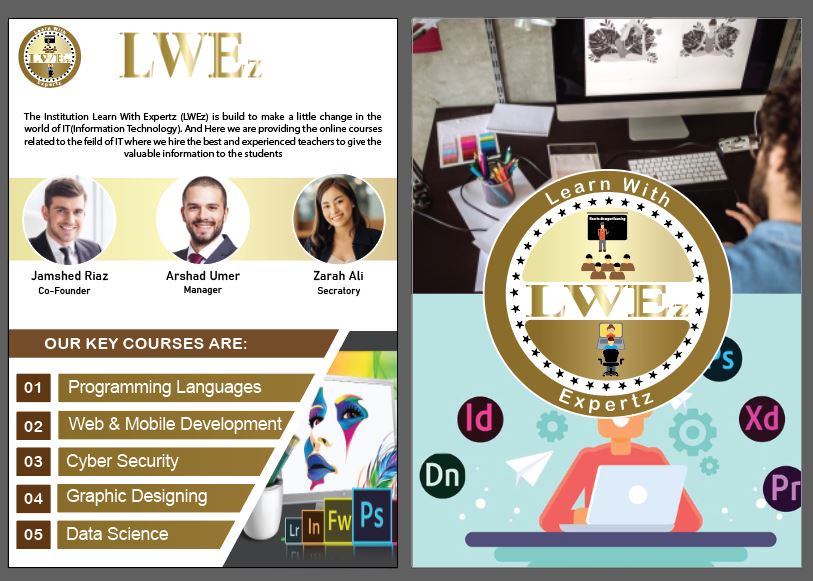 Learn With
LWEz
Expertz
LWEz
The Institution Learn With Expertz (LWEz) is build to make a little change in the
world of IT(Information Technology). And Here we are providing the online courses
related to the feild of IT where we hire the best and experienced teachers to give the
valuable information to the students
Jamshed Riaz
Co-Founder
Arshad Umer
Manager
Zarah Ali
Secratory
OUR KEY COURSES ARE:
01 Programming Languages
02 Web & Mobile Development
03 Cyber Security
04 Graphic Designing
05 Data Science
Lr In Fw Ps
Learn With
LWEz
Expertz
Ps
Id
Xd
Dn
Pr